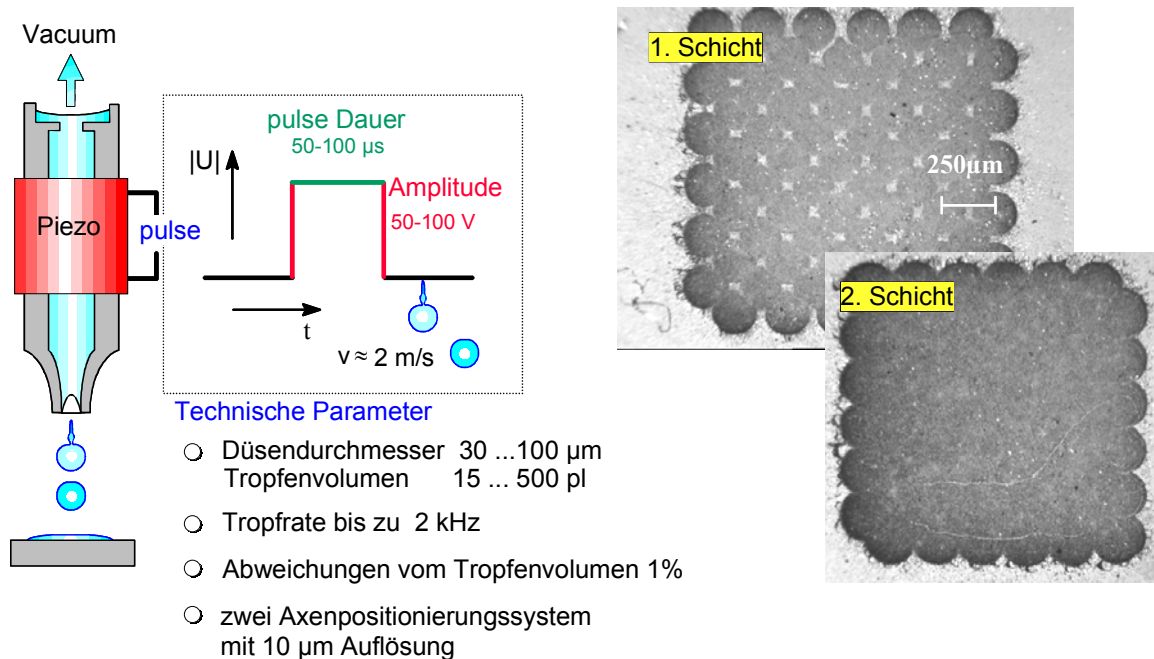 Vacuum
Piezo
pulse
pulse Dauer
50-100 µs
|U|
Amplitude
50-100 V
t
v ≈ 2 m/s
Technische Parameter
Düsendurchmesser 30 ...100 µm
Tropfenvolumen 15 ... 500 pl
Tropfrate bis zu 2 kHz
Abweichungen vom Tropfenvolumen 1%
zwei Axenpositionierungssystem
mit 10 µm Auflösung
1. Schicht
250µm
2. Schicht